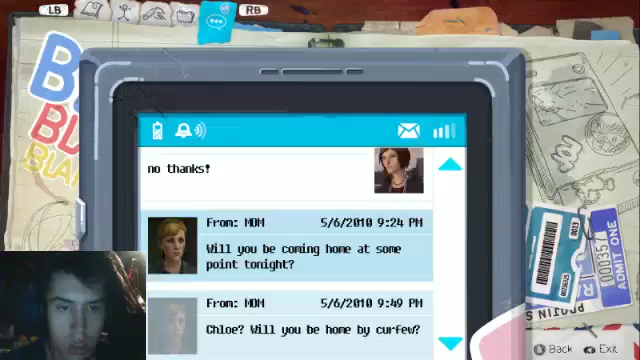 LB
RB
no thanks!
From: MOM 5/6/2010 9:24 PM
Will you be coming home at some
point tonight?
From: MOM 5/6/2010 9:49 PM
Chloe? Will you be home by curfew?
000357
ADMIT ONE
Back
Exit